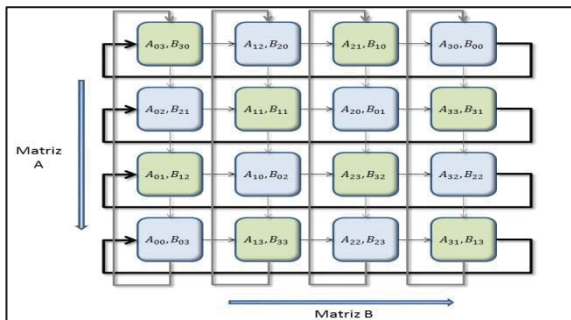 A₀₃,B₃₀ A₁₂,B₂₀ A₂₁,B₁₀ A₃₀,B₀₀
A₀₂,B₂₁ A₁₁,B₁₁ A₂₀,B₀₁ A₃₃,B₃₁
Matriz
A
A₀₁,B₁₂ A₁₀,B₀₂ A₂₃,B₃₂ A₃₂,B₂₂
A₀₀,B₀₃ A₁₃,B₃₃ A₂₂,B₂₃ A₃₁,B₁₃
Matriz B